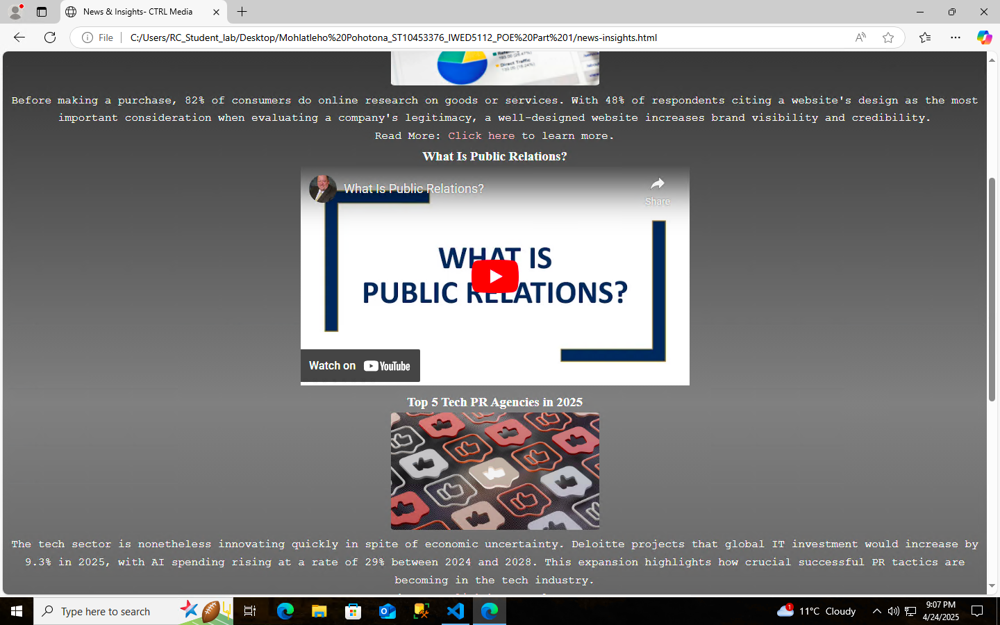 News & Insights- CTRL Media
File
C:/Users/RC_Student_lab/Desktop/Mohlatleho%20Pohotona_ST10453376_IWED5112_POE%20Part%201/news-insights.html
Before making a purchase, 82% of consumers do online research on goods or services. With 48% of respondents citing a website's design as the most
important consideration when evaluating a company's legitimacy, a well-designed website increases brand visibility and credibility.
Read More: Click here to learn more.
What Is Public Relations?
What Is Public Relations?
Share
WHAT IS
PUBLIC RELATIONS?
Watch on YouTube
Top 5 Tech PR Agencies in 2025
The tech sector is nonetheless innovating quickly in spite of economic uncertainty. Deloitte projects that global IT investment would increase by
9.3% in 2025, with AI spending rising at a rate of 29% between 2024 and 2028. This expansion highlights how crucial successful PR tactics are
becoming in the tech industry.
Type here to search
1
11°C Cloudy
9:07 PM
4/24/2025